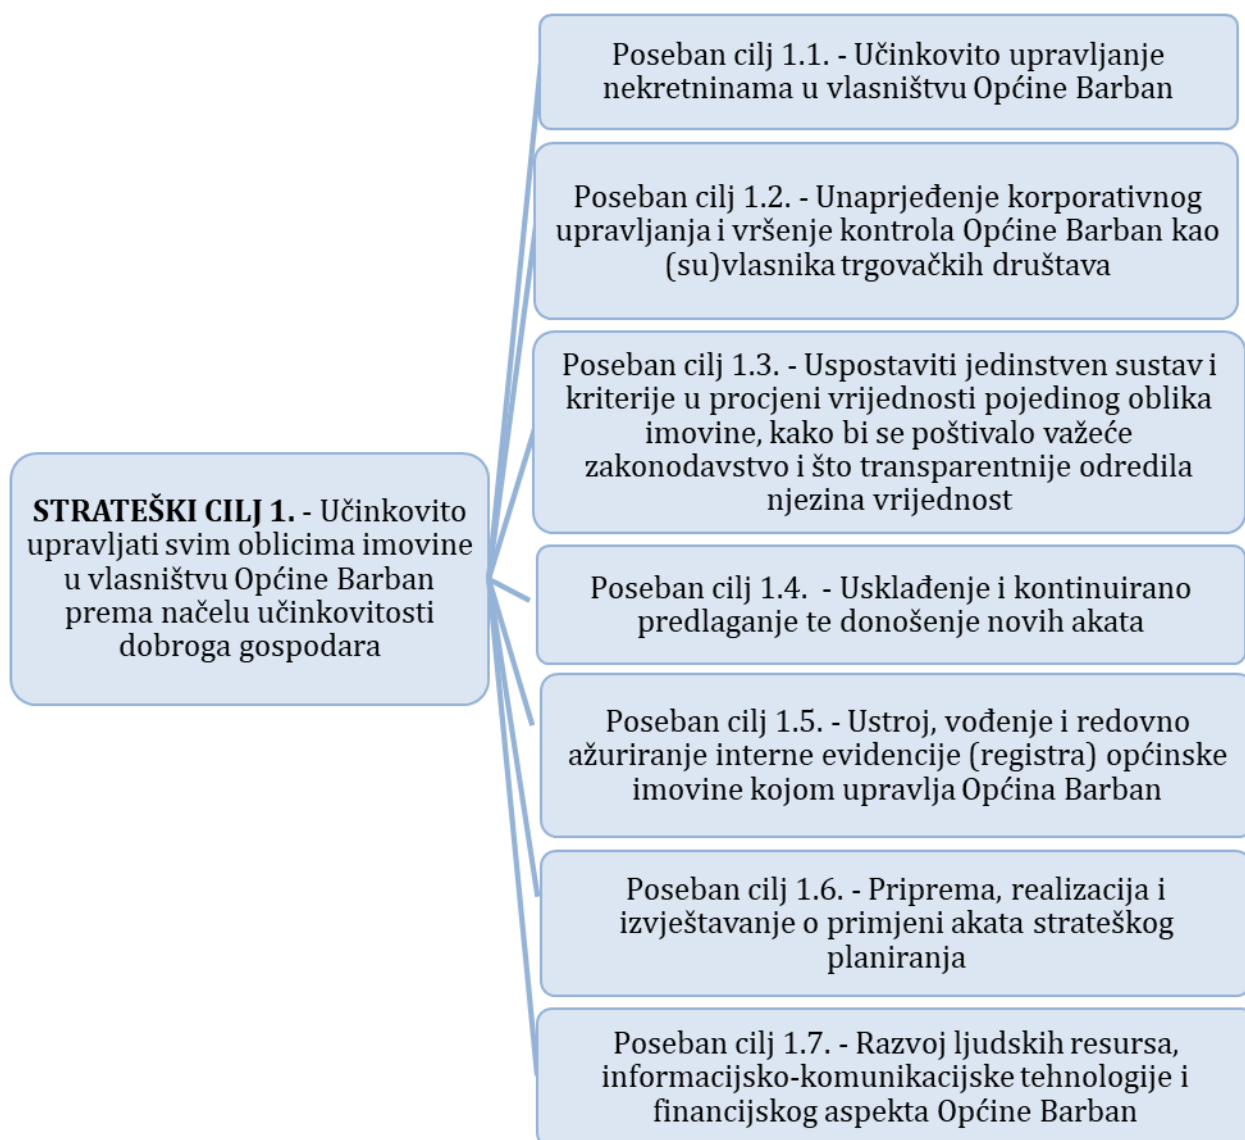 STRATEŠKI CILJ 1. - Učinkovito
upravljati svim oblicima imovine
u vlasništvu Općine Barban
prema načelu učinkovitosti
dobroga gospodara
Poseban cilj 1.1. - Učinkovito upravljanje
nekretninama u vlasništvu Općine Barban
Poseban cilj 1.2. - Unaprjeđenje korporativnog
upravljanja i vršenje kontrola Općine Barban kao
(su)vlasnika trgovačkih društava
Poseban cilj 1.3. - Uspostaviti jedinstven sustav i
kriterije u procjeni vrijednosti pojedinog oblika
imovine, kako bi se poštivalo važeće
zakonodavstvo i što transparentnije odredila
njezina vrijednost
Poseban cilj 1.4.  - Usklađenje i kontinuirano
predlaganje te donošenje novih akata
Poseban cilj 1.5. - Ustroj, vođenje i redovno
ažuriranje interne evidencije (registra) općinske
imovine kojom upravlja Općina Barban
Poseban cilj 1.6. - Priprema, realizacija i
izvještavanje o primjeni akata strateškog
planiranja
Poseban cilj 1.7. - Razvoj ljudskih resursa,
informacijsko-komunikacijske tehnologije i
financijskog aspekta Općine Barban